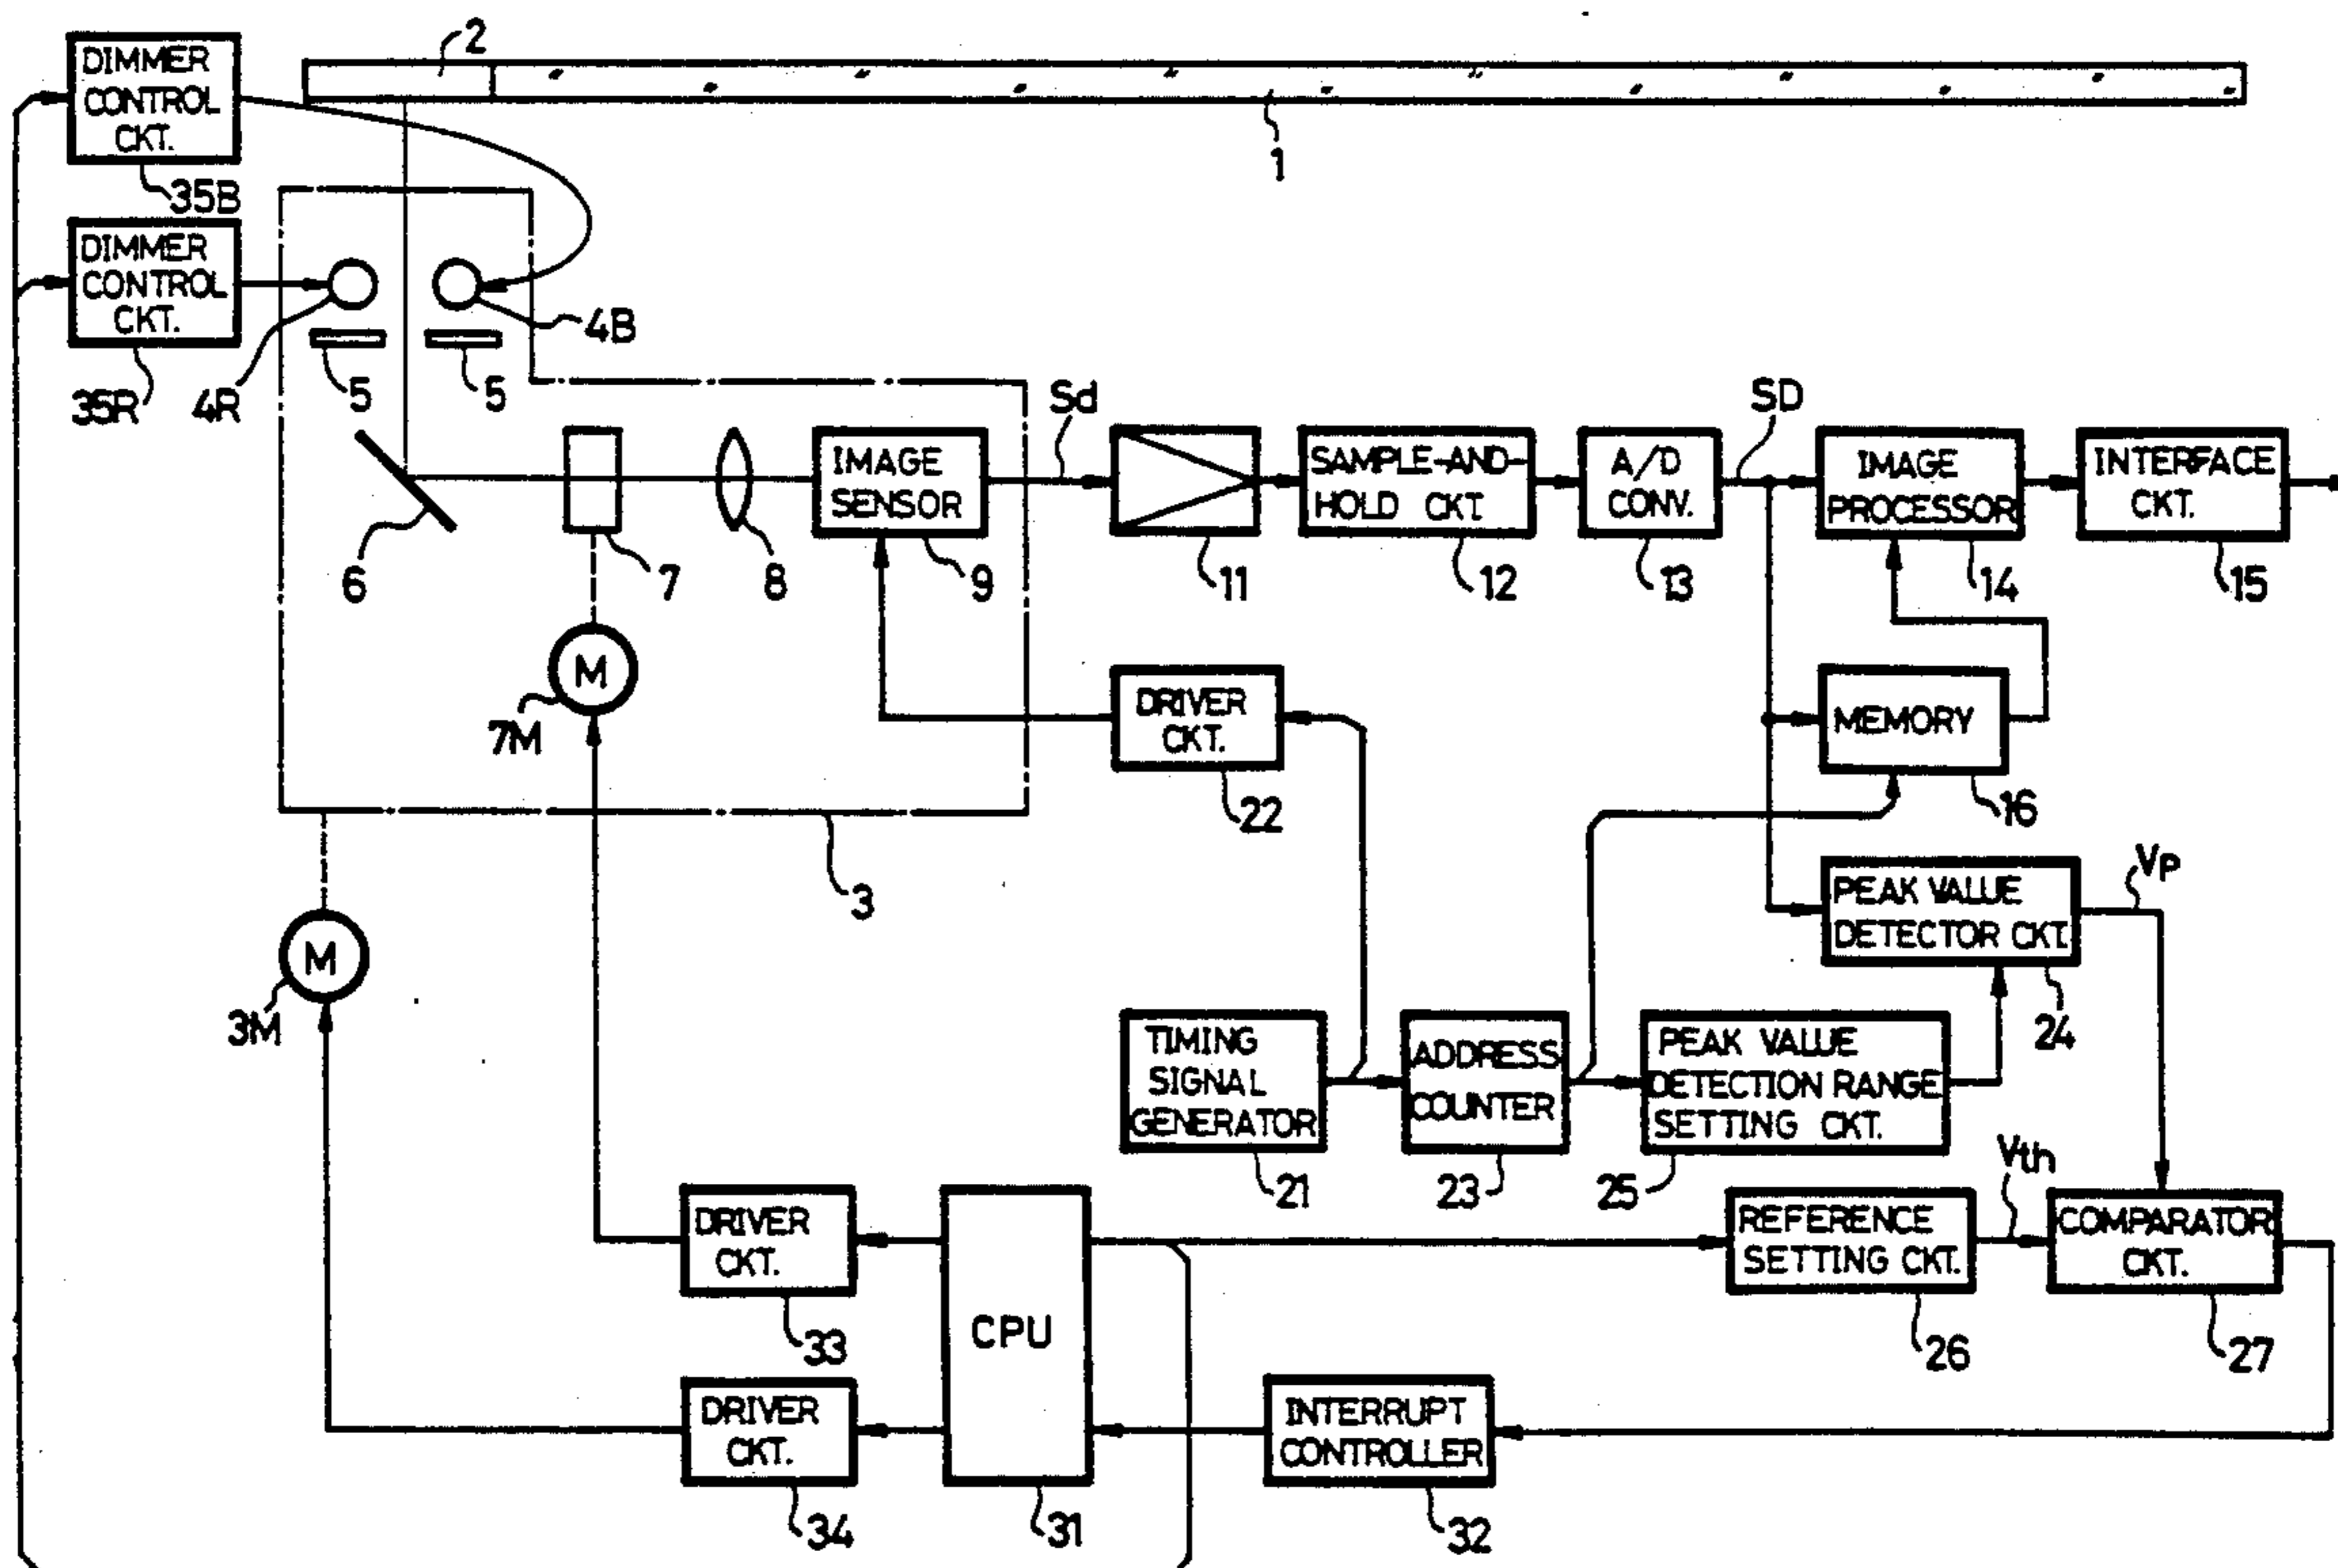 DIMMER
CONTROL
CKT.
35B
2
1
DIMMER
CONTROL
CKT.
35R
4R
4B
5
5
6
7
8
IMAGE
SENSOR
9
Sd
11
SAMPLE-AND-
HOLD CKT.
12
A/D
CONV.
13
SD
IMAGE
PROCESSOR
14
INTERFACE
CKT.
15
M
7M
DRIVER
CKT.
22
MEMORY
16
3
M
3M
PEAK VALUE
DETECTOR CKT.
24
Vp
TIMING
SIGNAL
GENERATOR
21
ADDRESS
COUNTER
23
PEAK VALUE
DETECTION RANGE
SETTING CKT.
25
DRIVER
CKT.
33
CPU
31
REFERENCE
SETTING CKT.
26
Vth
COMPARATOR
CKT.
27
DRIVER
CKT.
34
INTERRUPT
CONTROLLER
32